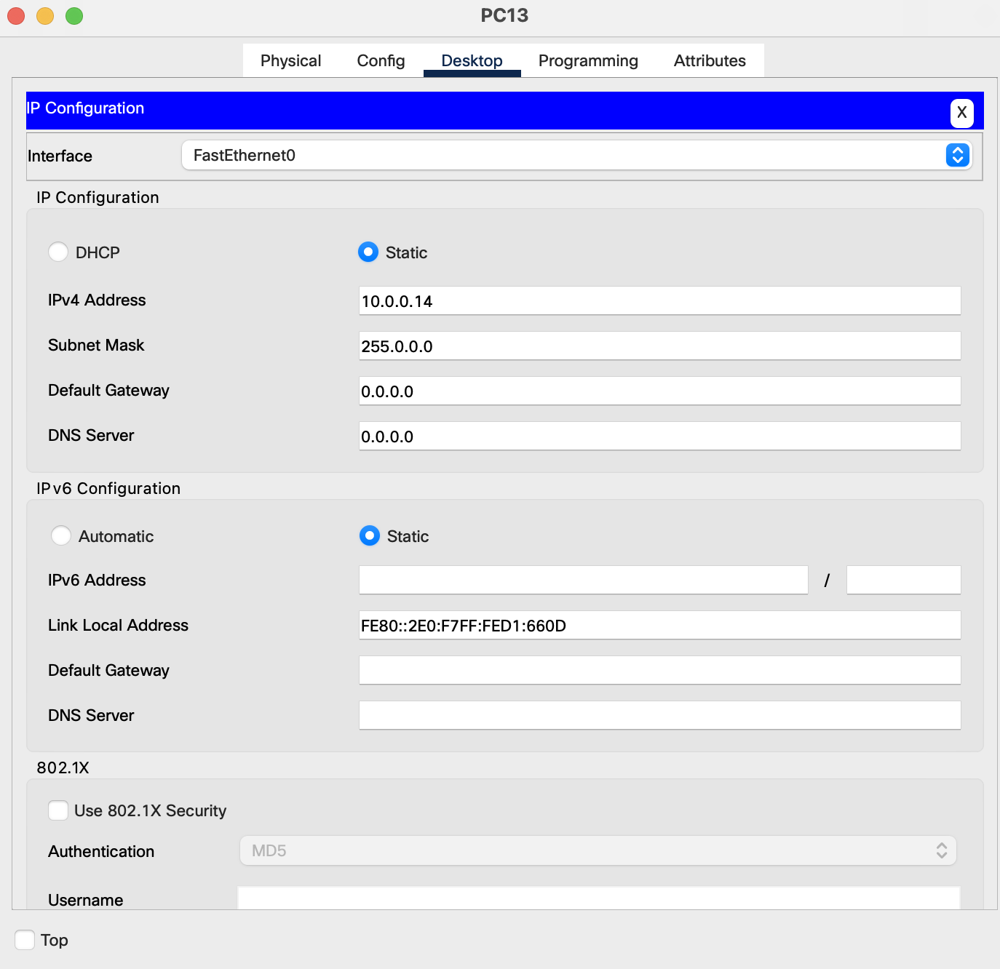 PC13
Physical Config Desktop Programming Attributes
IP Configuration X
Interface FastEthernet0
IP Configuration
DHCP Static
IPv4 Address 10.0.0.14
Subnet Mask 255.0.0.0
Default Gateway 0.0.0.0
DNS Server 0.0.0.0
IPv6 Configuration
Automatic Static
IPv6 Address /
Link Local Address FE80::2E0:F7FF:FED1:660D
Default Gateway
DNS Server
802.1X
Use 802.1X Security
Authentication MD5
Username
Top